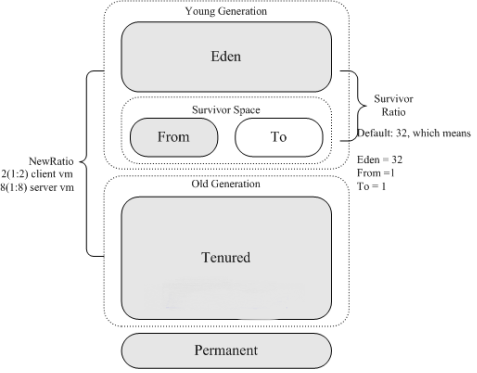 Young Generation
Eden
Survivor Space
From
To
Survivor
Ratio
Default: 32, which means
Eden = 32
From =1
To = 1
NewRatio
2(1:2) client vm
8(1:8) server vm
Old Generation
Tenured
Permanent